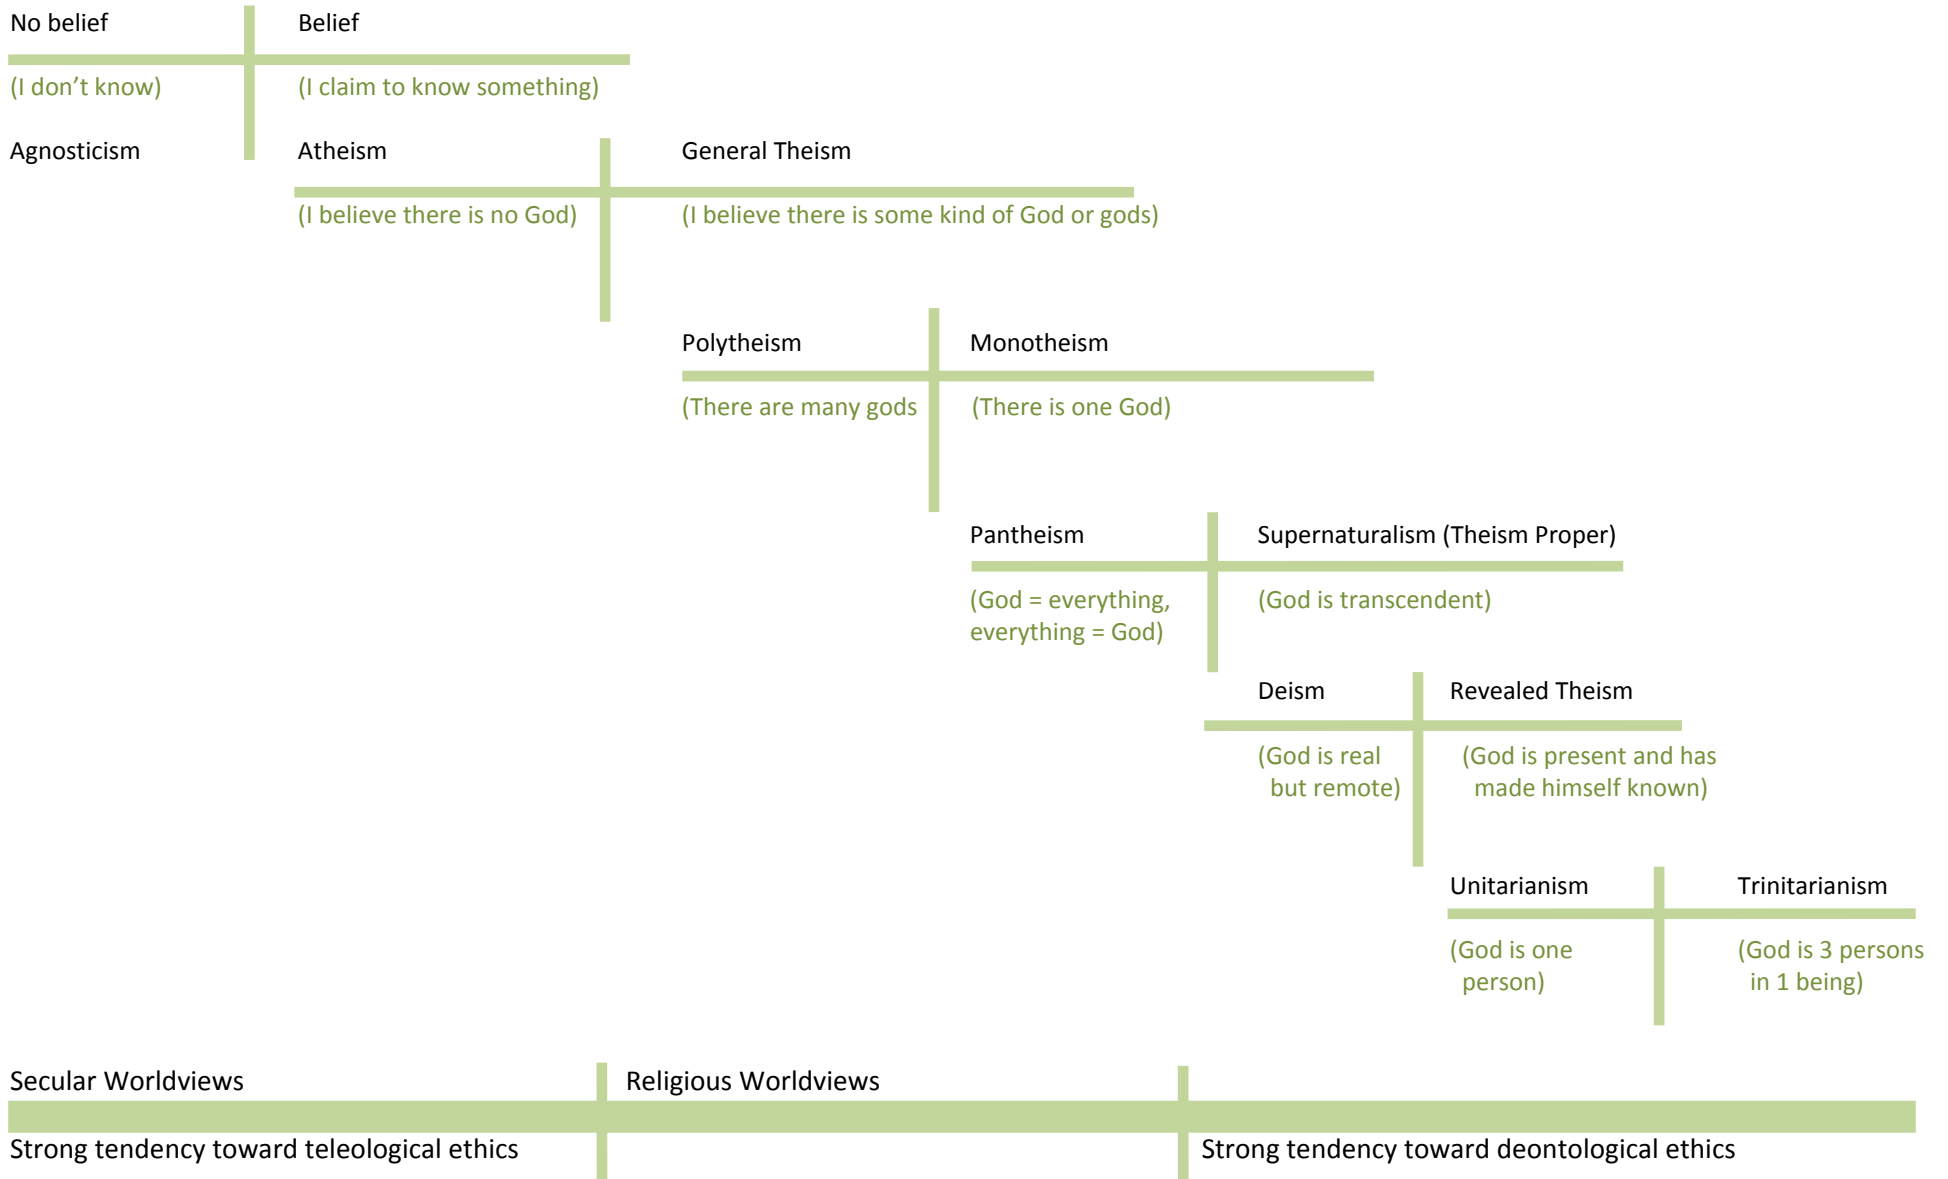 No belief
Belief
(I don’t know)
(I claim to know something)
Agnosticism
Atheism
General Theism
(I believe there is no God)
(I believe there is some kind of God or gods)
Polytheism
Monotheism
(There are many gods
(There is one God)
Pantheism
Supernaturalism (Theism Proper)
(God = everything,
everything = God)
(God is transcendent)
Deism
Revealed Theism
(God is real
but remote)
(God is present and has
made himself known)
Unitarianism
Trinitarianism
(God is one
person)
(God is 3 persons
in 1 being)
Secular Worldviews
Religious Worldviews
Strong tendency toward teleological ethics
Strong tendency toward deontological ethics